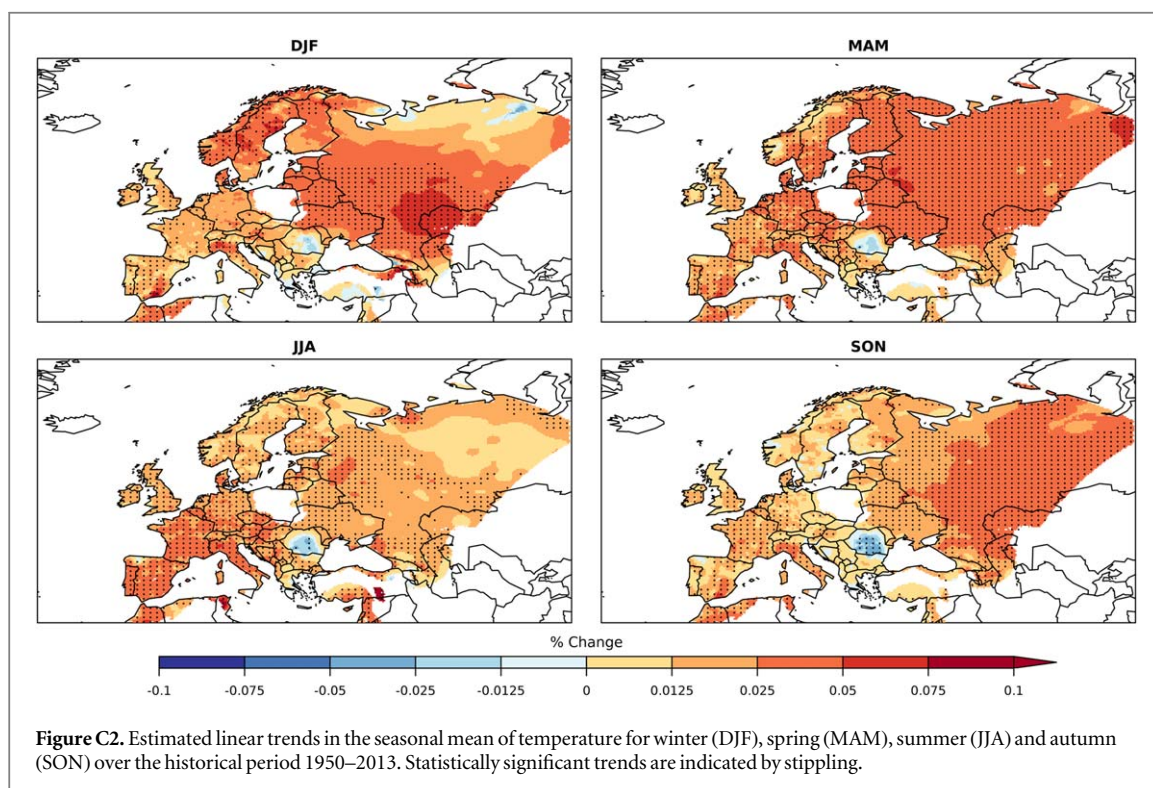 DJF
MAM
JJA
SON
% Change
-0.1 -0.075 -0.05 -0.025 -0.0125 0 0.0125 0.025 0.05 0.075 0.1
Figure C2. Estimated linear trends in the seasonal mean of temperature for winter (DJF), spring (MAM), summer (JJA) and autumn
(SON) over the historical period 1950–2013. Statistically significant trends are indicated by stippling.